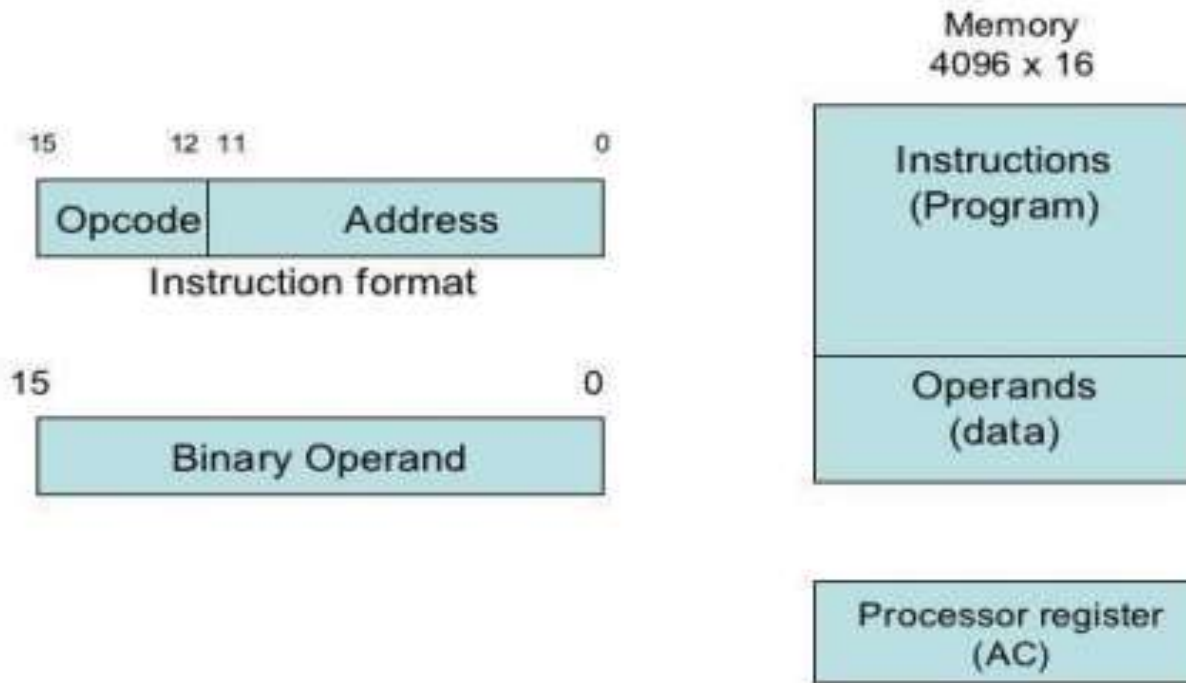 15 12 11 0
Opcode Address
Instruction format
15 0
Binary Operand
Memory
4096 x 16
Instructions
(Program)
Operands
(data)
Processor register
(AC)